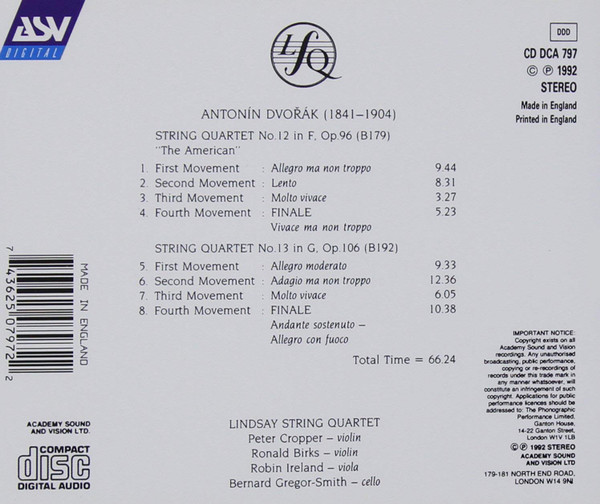 ASV
DIGITAL
LSQ
DDD
CD DCA 797
© ℗ 1992
STEREO
Made in England
Printed in England
ANTONÍN DVOŘÁK (1841–1904)
STRING QUARTET No.12 in F, Op.96 (B179)
"The American"
1. First Movement : Allegro ma non troppo 9.44
2. Second Movement : Lento 8.31
3. Third Movement : Molto vivace 3.27
4. Fourth Movement : FINALE 5.23
Vivace ma non troppo
STRING QUARTET No.13 in G, Op.106 (B192)
5. First Movement : Allegro moderato 9.33
6. Second Movement : Adagio ma non troppo 12.36
7. Third Movement : Molto vivace 6.05
8. Fourth Movement : FINALE 10.38
Andante sostenuto –
Allegro con fuoco
Total Time = 66.24
7 43625 07972 2
MADE IN ENGLAND
ACADEMY SOUND
AND VISION LTD.
COMPACT
disc
DIGITAL AUDIO
LINDSAY STRING QUARTET
Peter Cropper – violin
Ronald Birks – violin
Robin Ireland – viola
Bernard Gregor-Smith – cello
IMPORTANT NOTICE:
Copyright exists on all
Academy Sound and Vision
recordings. Any unauthorised
broadcasting, public performance,
copying or re-recording of
records under this trade mark in
any manner whatsoever, will
constitute an infringement of such
copyright. Applications for public
performance licences should be
addressed to: The Phonographic
Performance Limited,
Ganton House,
14-22 Ganton Street,
London W1V 1LB
© ℗ 1992 STEREO
ACADEMY SOUND
AND VISION LTD
179-181 NORTH END ROAD,
LONDON W14 9NJ